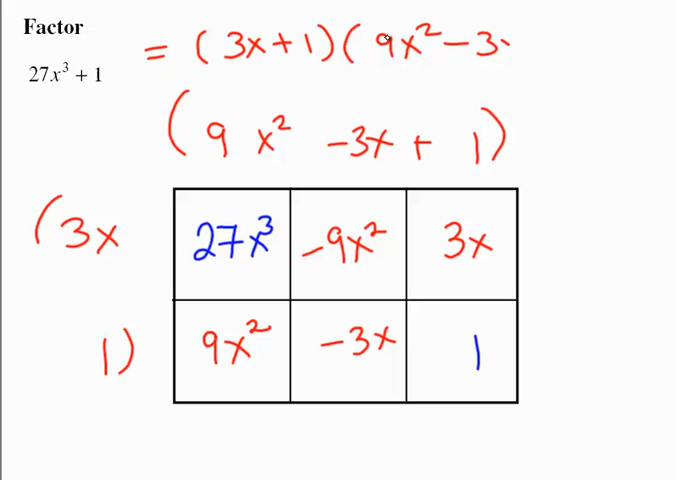 Factor
= (3x + 1)(9x² - 3
27x³ + 1
(9x² -3x + 1)
(3x 27x³ -9x² 3x
1) 9x² -3x 1